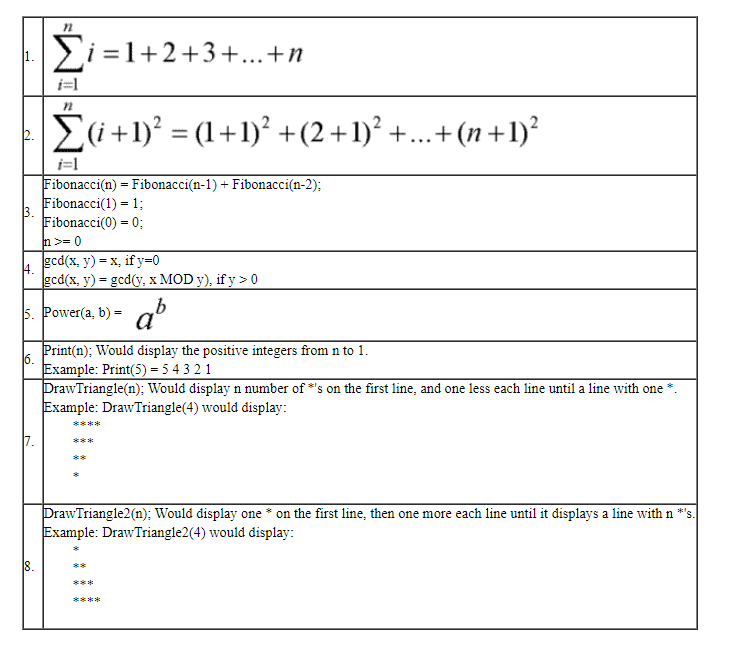 1. n ∑ i=1 i = 1+2+3+...+n
2. n ∑ i=1 (i+1)² = (1+1)² +(2+1)² +...+(n+1)²
3. Fibonacci(n) = Fibonacci(n-1) + Fibonacci(n-2);
Fibonacci(1) = 1;
Fibonacci(0) = 0;
n >= 0
4. gcd(x, y) = x, if y=0
gcd(x, y) = gcd(y, x MOD y), if y > 0
5. Power(a, b) = aᵇ
6. Print(n); Would display the positive integers from n to 1.
Example: Print(5) = 5 4 3 2 1
7. DrawTriangle(n); Would display n number of *'s on the first line, and one less each line until a line with one *.
Example: DrawTriangle(4) would display:
****
***
**
*
8. DrawTriangle2(n); Would display one * on the first line, then one more each line until it displays a line with n *'s.
Example: DrawTriangle2(4) would display:
*
**
***
****